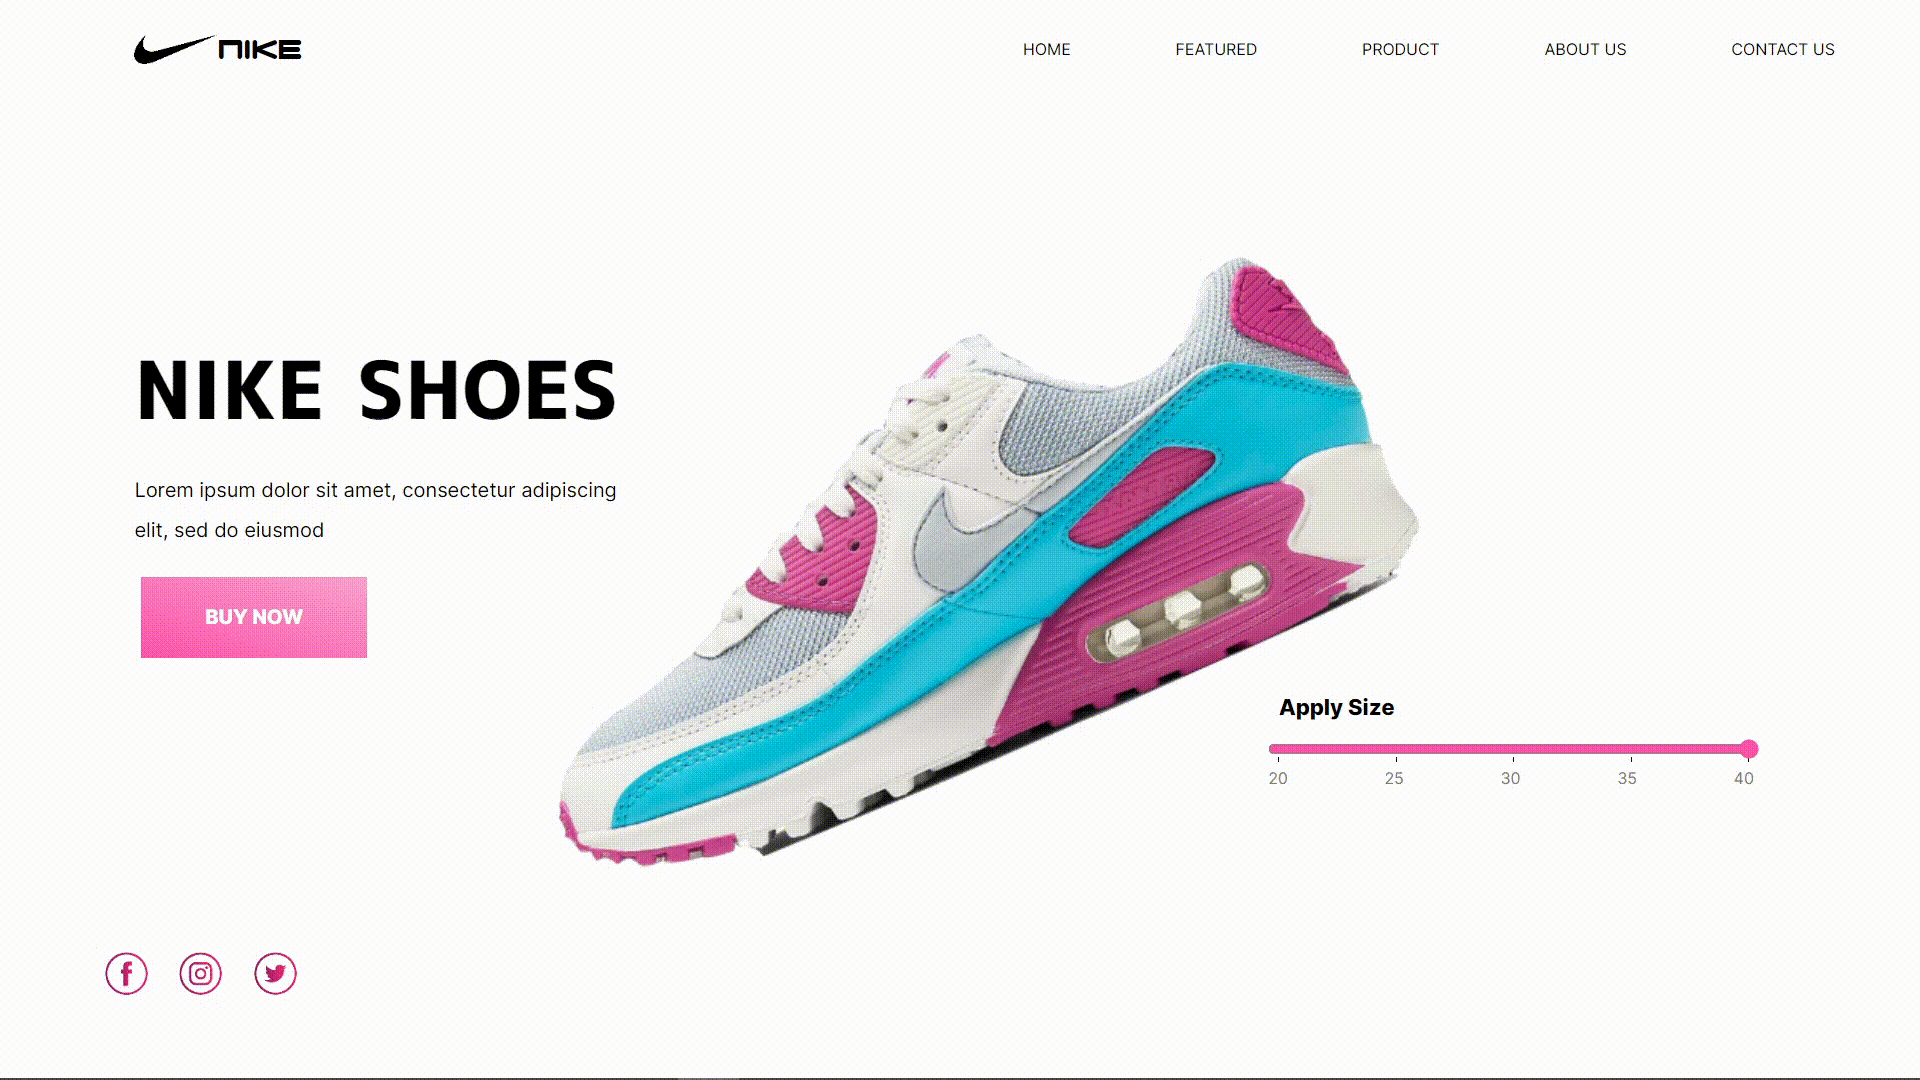 NIKE
HOME FEATURED PRODUCT ABOUT US CONTACT US
NIKE SHOES
Lorem ipsum dolor sit amet, consectetur adipiscing
elit, sed do eiusmod
BUY NOW
Apply Size
20 25 30 35 40